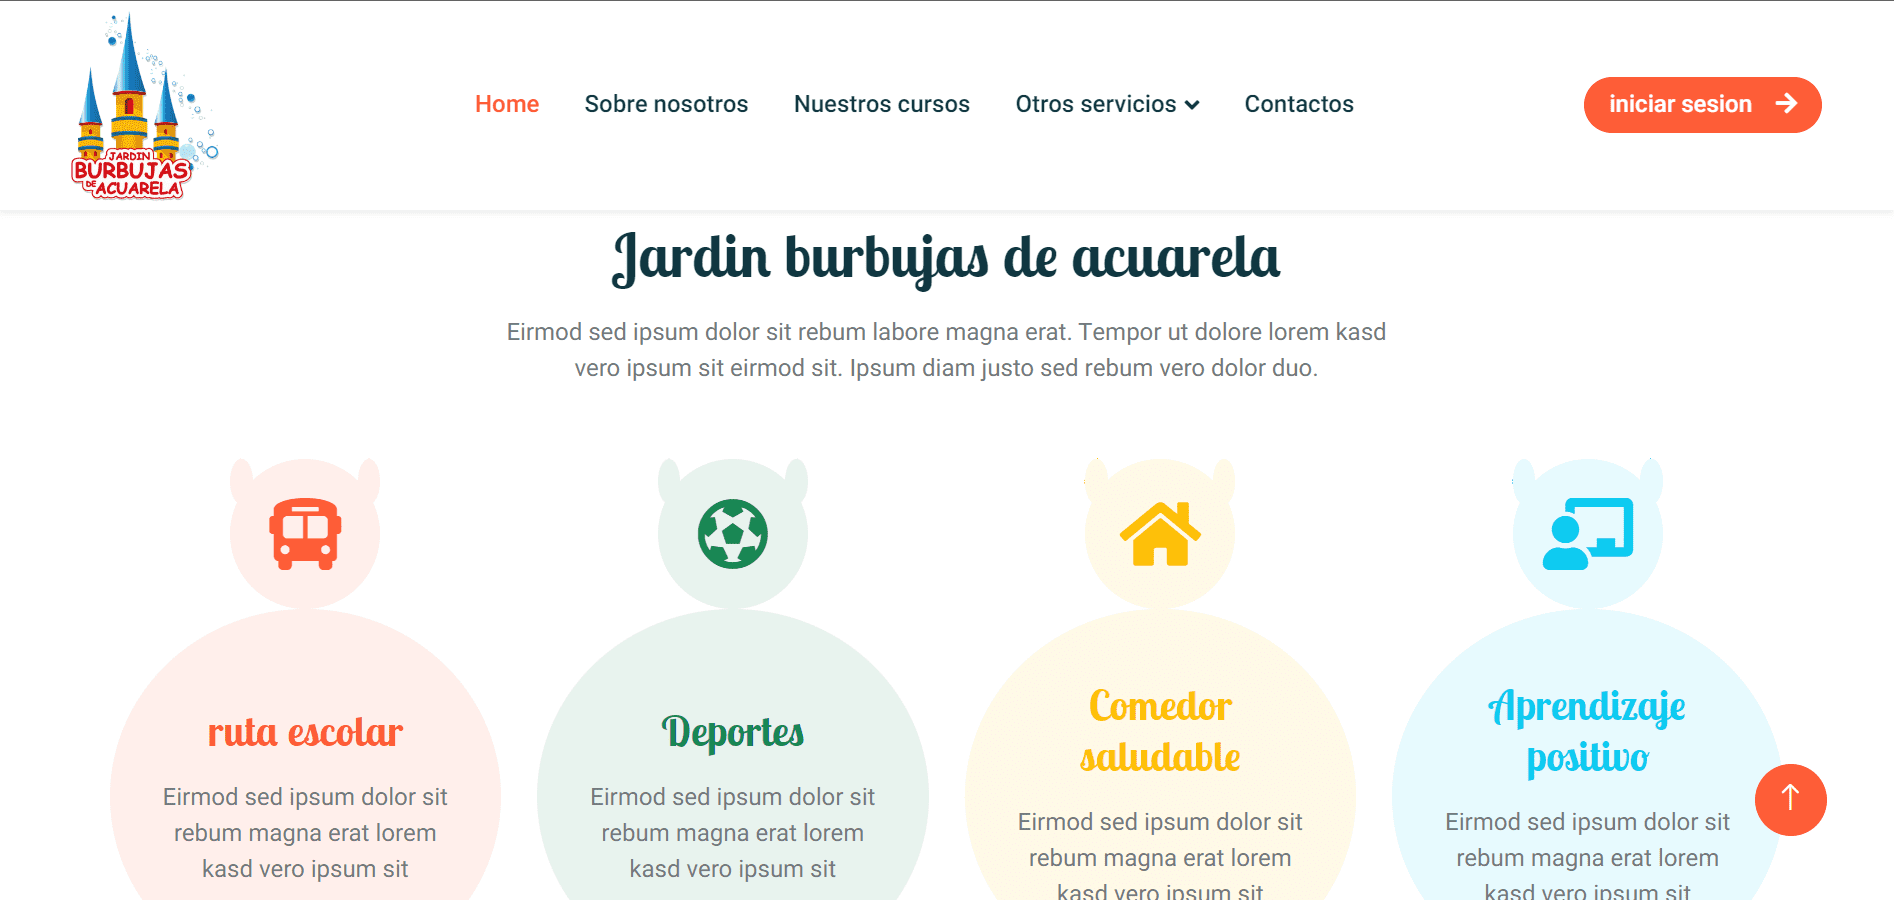 JARDIN
BURBUJAS
DE ACUARELA
Home Sobre nosotros Nuestros cursos Otros servicios Contactos
iniciar sesion
Jardin burbujas de acuarela
Eirmod sed ipsum dolor sit rebum labore magna erat. Tempor ut dolore lorem kasd
vero ipsum sit eirmod sit. Ipsum diam justo sed rebum vero dolor duo.
ruta escolar
Eirmod sed ipsum dolor sit
rebum magna erat lorem
kasd vero ipsum sit
Deportes
Eirmod sed ipsum dolor sit
rebum magna erat lorem
kasd vero ipsum sit
Comedor
saludable
Eirmod sed ipsum dolor sit
rebum magna erat lorem
kasd vero ipsum sit
Aprendizaje
positivo
Eirmod sed ipsum dolor sit
rebum magna erat lorem
kasd vero ipsum sit